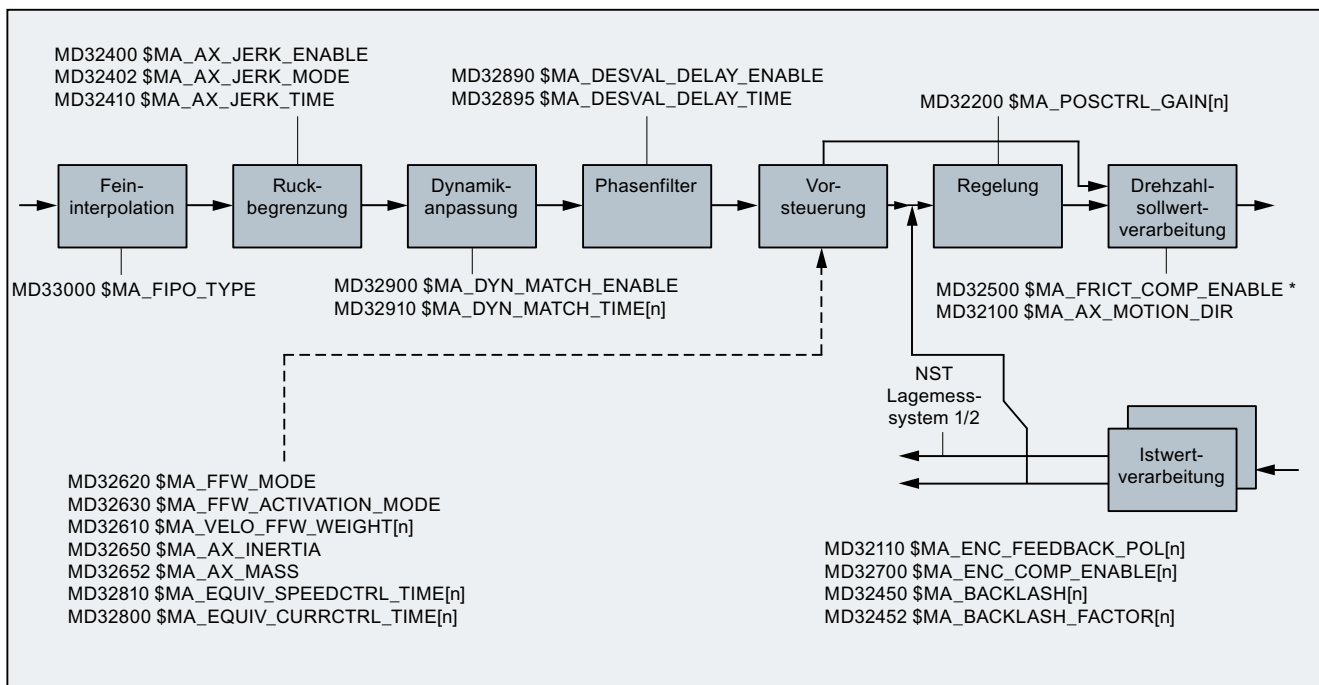 MD32400 $MA_AX_JERK_ENABLE
MD32402 $MA_AX_JERK_MODE
MD32410 $MA_AX_JERK_TIME
MD32890 $MA_DESVAL_DELAY_ENABLE
MD32895 $MA_DESVAL_DELAY_TIME
MD32200 $MA_POSCTRL_GAIN[n]
Fein-
interpolation
Ruck-
begrenzung
Dynamik-
anpassung
Phasenfilter
Vor-
steuerung
Regelung
Drehzahl-
sollwert-
verarbeitung
MD33000 $MA_FIPO_TYPE
MD32900 $MA_DYN_MATCH_ENABLE
MD32910 $MA_DYN_MATCH_TIME[n]
MD32500 $MA_FRICT_COMP_ENABLE *
MD32100 $MA_AX_MOTION_DIR
NST
Lagemess-
system 1/2
Istwert-
verarbeitung
MD32620 $MA_FFW_MODE
MD32630 $MA_FFW_ACTIVATION_MODE
MD32610 $MA_VELO_FFW_WEIGHT[n]
MD32650 $MA_AX_INERTIA
MD32652 $MA_AX_MASS
MD32810 $MA_EQUIV_SPEEDCTRL_TIME[n]
MD32800 $MA_EQUIV_CURRCTRL_TIME[n]
MD32110 $MA_ENC_FEEDBACK_POL[n]
MD32700 $MA_ENC_COMP_ENABLE[n]
MD32450 $MA_BACKLASH[n]
MD32452 $MA_BACKLASH_FACTOR[n]